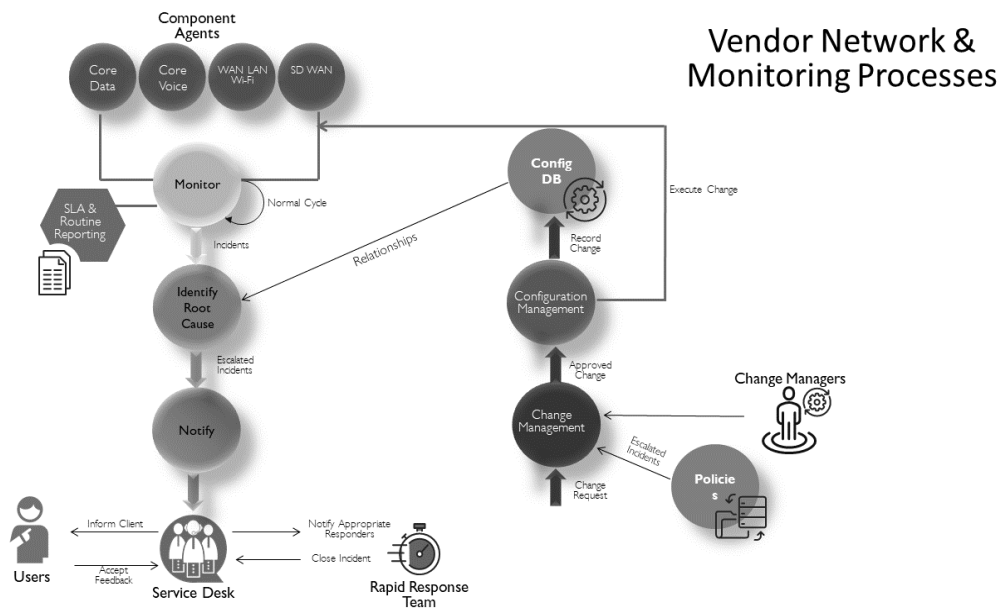 Component
Agents
Vendor Network &
Monitoring Processes
Core
Data
Core
Voice
WAN LAN
Wi-Fi
SD WAN
Monitor
Normal Cycle
SLA &
Routine
Reporting
Incidents
Identify
Root
Cause
Escalated
Incidents
Notify
Relationships
Config
DB
Execute Change
Record
Change
Configuration
Management
Approved
Change
Change
Management
Change
Request
Change Managers
Escalated
Incidents
Policie
s
Inform Client
Accept
Feedback
Users
Service Desk
Notify Appropriate
Responders
Close Incident
Rapid Response
Team